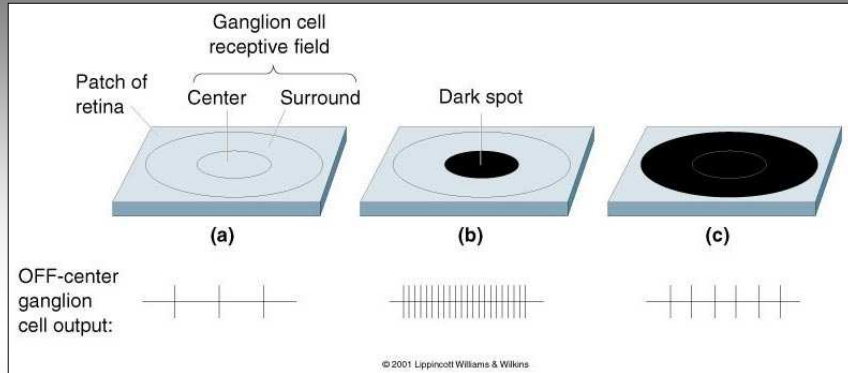 Ganglion cell
receptive field
Patch of
retina
Center
Surround
Dark spot
(a)
(b)
(c)
OFF-center
ganglion
cell output:
© 2001 Lippincott Williams & Wilkins